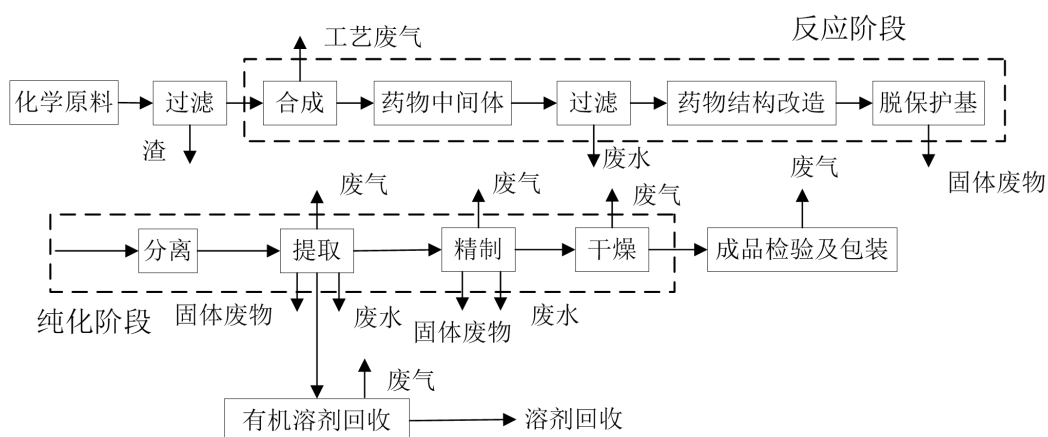 工艺废气
反应阶段
化学原料
过滤
合成
药物中间体
过滤
药物结构改造
脱保护基
渣
废水
固体废物
废气
废气
废气
废气
分离
提取
精制
干燥
成品检验及包装
纯化阶段
固体废物
废水
固体废物
废水
废气
有机溶剂回收
溶剂回收